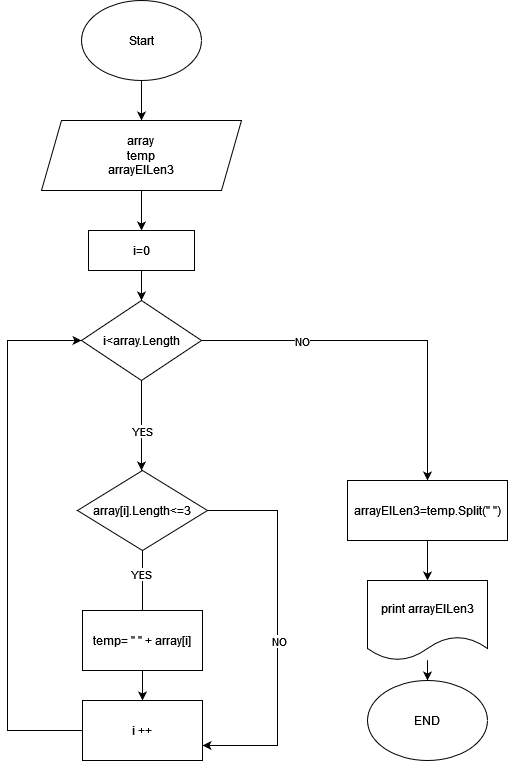 Start
array
temp
arrayElLen3
i=0
i<array.Length
NO
YES
array[i].Length<=3
YES
NO
temp= " " + array[i]
i ++
arrayElLen3=temp.Split(" ")
print arrayElLen3
END